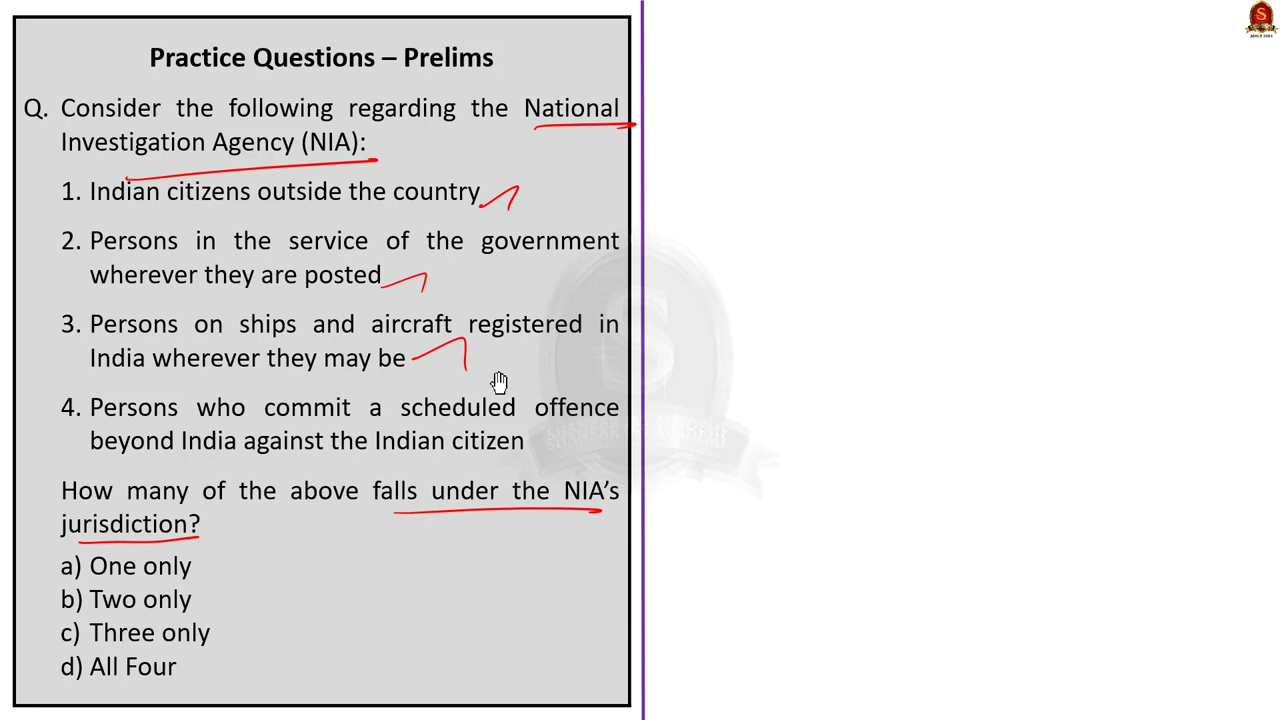 Practice Questions – Prelims
Q. Consider the following regarding the National
Investigation Agency (NIA):
1. Indian citizens outside the country
2. Persons in the service of the government
wherever they are posted
3. Persons on ships and aircraft registered in
India wherever they may be
4. Persons who commit a scheduled offence
beyond India against the Indian citizen
How many of the above falls under the NIA’s
jurisdiction?
a) One only
b) Two only
c) Three only
d) All Four